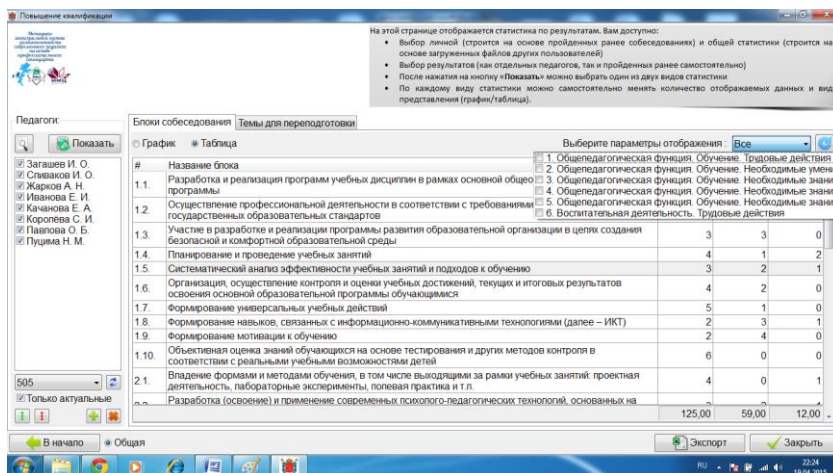 Повышение квалификации
На этой странице отображается статистика по результатам. Вам доступно:
• Выбор личной (строится на основе пройденных ранее собеседованиях) и общей статистики (строится на
основе загруженных файлов других пользователей)
• Выбор результатов (как отдельных педагогов, так и пройденных ранее самостоятельно)
• После нажатия на кнопку «Показать» можно выбрать один из двух видов статистики
• По каждому виду статистики можно самостоятельно менять количество отображаемых данных и вид
представления (график/таблица).
Педагоги:
Показать
Загашев И. О.
Спиваков И. О.
Жарков А. Н.
Иванова Е. И.
Качанова Е. А.
Королёва С. И.
Павлова О. Б.
Пуцима Н. М.
505
Только актуальные
Блоки собеседования Темы для переподготовки
График Таблица Выберите параметры отображения : Все
1. Общепедагогическая функция. Обучение. Трудовые действия
2. Общепедагогическая функция. Обучение. Необходимые умен
3. Общепедагогическая функция. Обучение. Необходимые знани
4. Общепедагогическая функция. Обучение. Необходимые знани
5. Общепедагогическая функция. Обучение. Необходимые знани
6. Воспитательная деятельность. Трудовые действия
# Название блока
1.1. Разработка и реализация программ учебных дисциплин в рамках основной общео
программы
1.2. Осуществление профессиональной деятельности в соответствии с требованиями
государственных образовательных стандартов
1.3. Участие в разработке и реализации программы развития образовательной организации в целях создания
безопасной и комфортной образовательной среды 3 3 0
1.4. Планирование и проведение учебных занятий 4 1 2
1.5. Систематический анализ эффективности учебных занятий и подходов к обучению 3 2 1
1.6. Организация, осуществление контроля и оценки учебных достижений, текущих и итоговых результатов
освоения основной образовательной программы обучающимися 4 2 0
1.7. Формирование универсальных учебных действий 5 1 0
1.8. Формирование навыков, связанных с информационно-коммуникативными технологиями (далее – ИКТ) 2 3 1
1.9. Формирование мотивации к обучению 2 4 0
1.10. Объективная оценка знаний обучающихся на основе тестирования и других методов контроля в
соответствии с реальными учебными возможностями детей 6 0 0
2.1. Владение формами и методами обучения, в том числе выходящими за рамки учебных занятий: проектная
деятельность, лабораторные эксперименты, полевая практика и т.п. 4 0 1
Разработка (освоение) и применение современных психолого-педагогических технологий, основанных на
125,00 59,00 12,00
В начало Общая Экспорт Закрыть
RU 22:24
19.04.2015